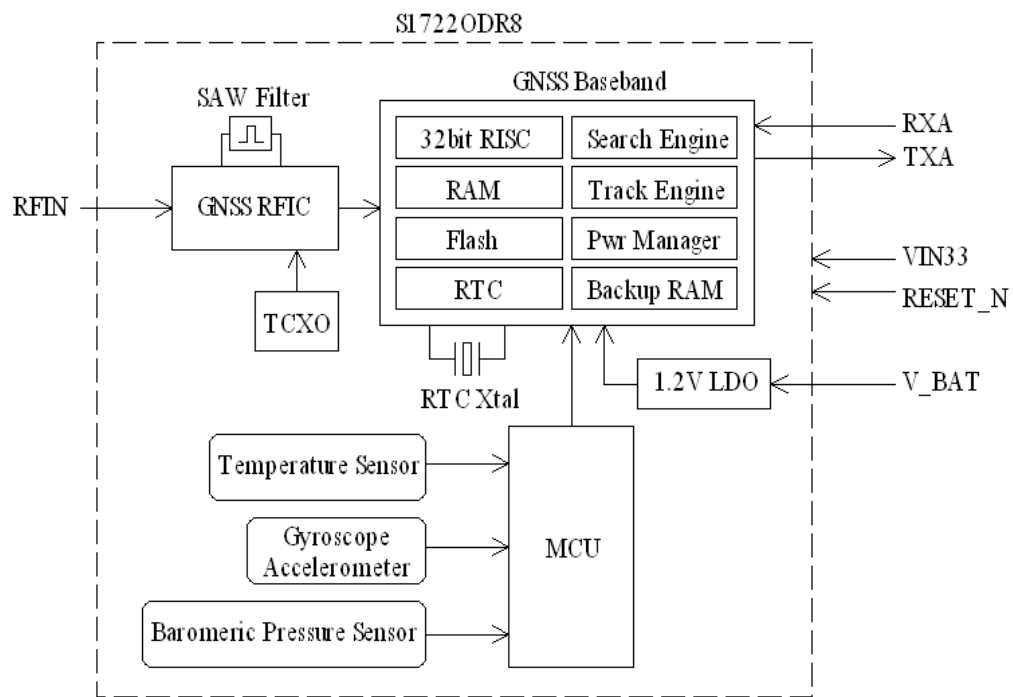 S1722ODR8
GNSS Baseband
SAW Filter
32bit RISC
Search Engine
RXA
TXA
RAM
Track Engine
RFIN
GNSS RFIC
Flash
Pwr Manager
VIN33
RTC
Backup RAM
RESET_N
TCXO
1.2V LDO
V_BAT
RTC Xtal
Temperature Sensor
Gyroscope
Accelerometer
MCU
Baromeric Pressure Sensor